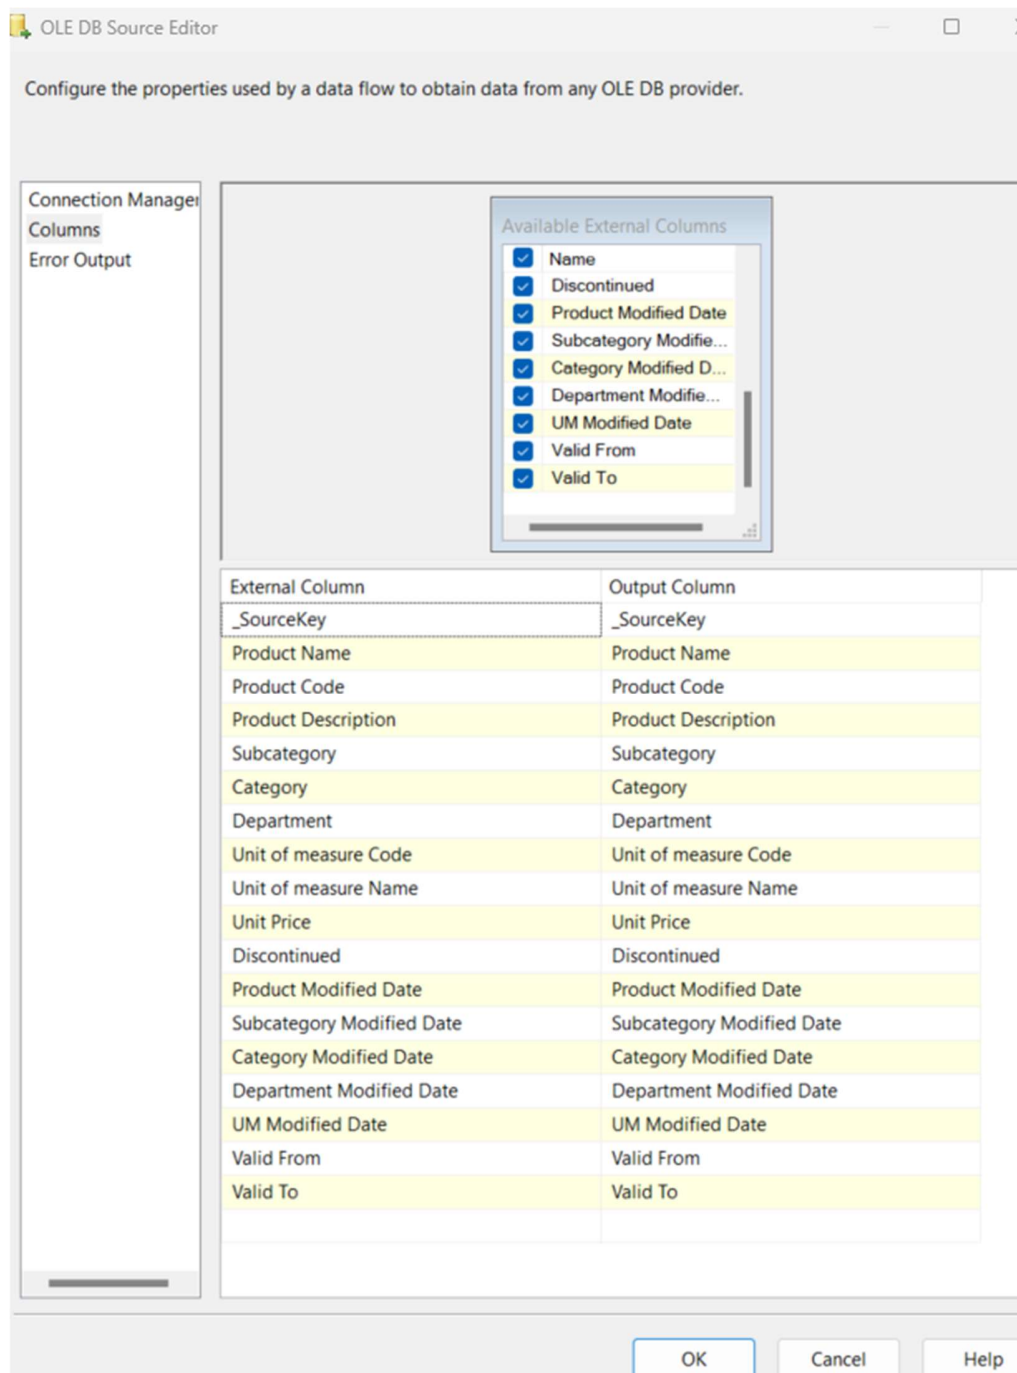 OLE DB Source Editor
Configure the properties used by a data flow to obtain data from any OLE DB provider.
Connection Manager
Columns
Error Output
Available External Columns
Name
Discontinued
Product Modified Date
Subcategory Modifie...
Category Modified D...
Department Modifie...
UM Modified Date
Valid From
Valid To
External Column Output Column
_SourceKey _SourceKey
Product Name Product Name
Product Code Product Code
Product Description Product Description
Subcategory Subcategory
Category Category
Department Department
Unit of measure Code Unit of measure Code
Unit of measure Name Unit of measure Name
Unit Price Unit Price
Discontinued Discontinued
Product Modified Date Product Modified Date
Subcategory Modified Date Subcategory Modified Date
Category Modified Date Category Modified Date
Department Modified Date Department Modified Date
UM Modified Date UM Modified Date
Valid From Valid From
Valid To Valid To
OK Cancel Help